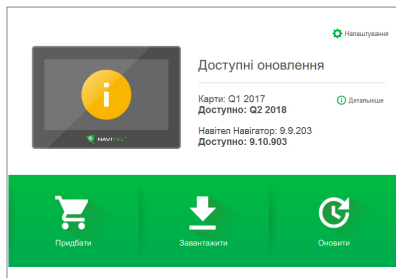 Налаштування
Доступні оновлення
Карти: Q1 2017
Детальніше
Доступно: Q2 2018
Навітел Навігатор: 9.9.203
Доступно: 9.10.903
NAVITEL
Придбати
Завантажити
Оновити